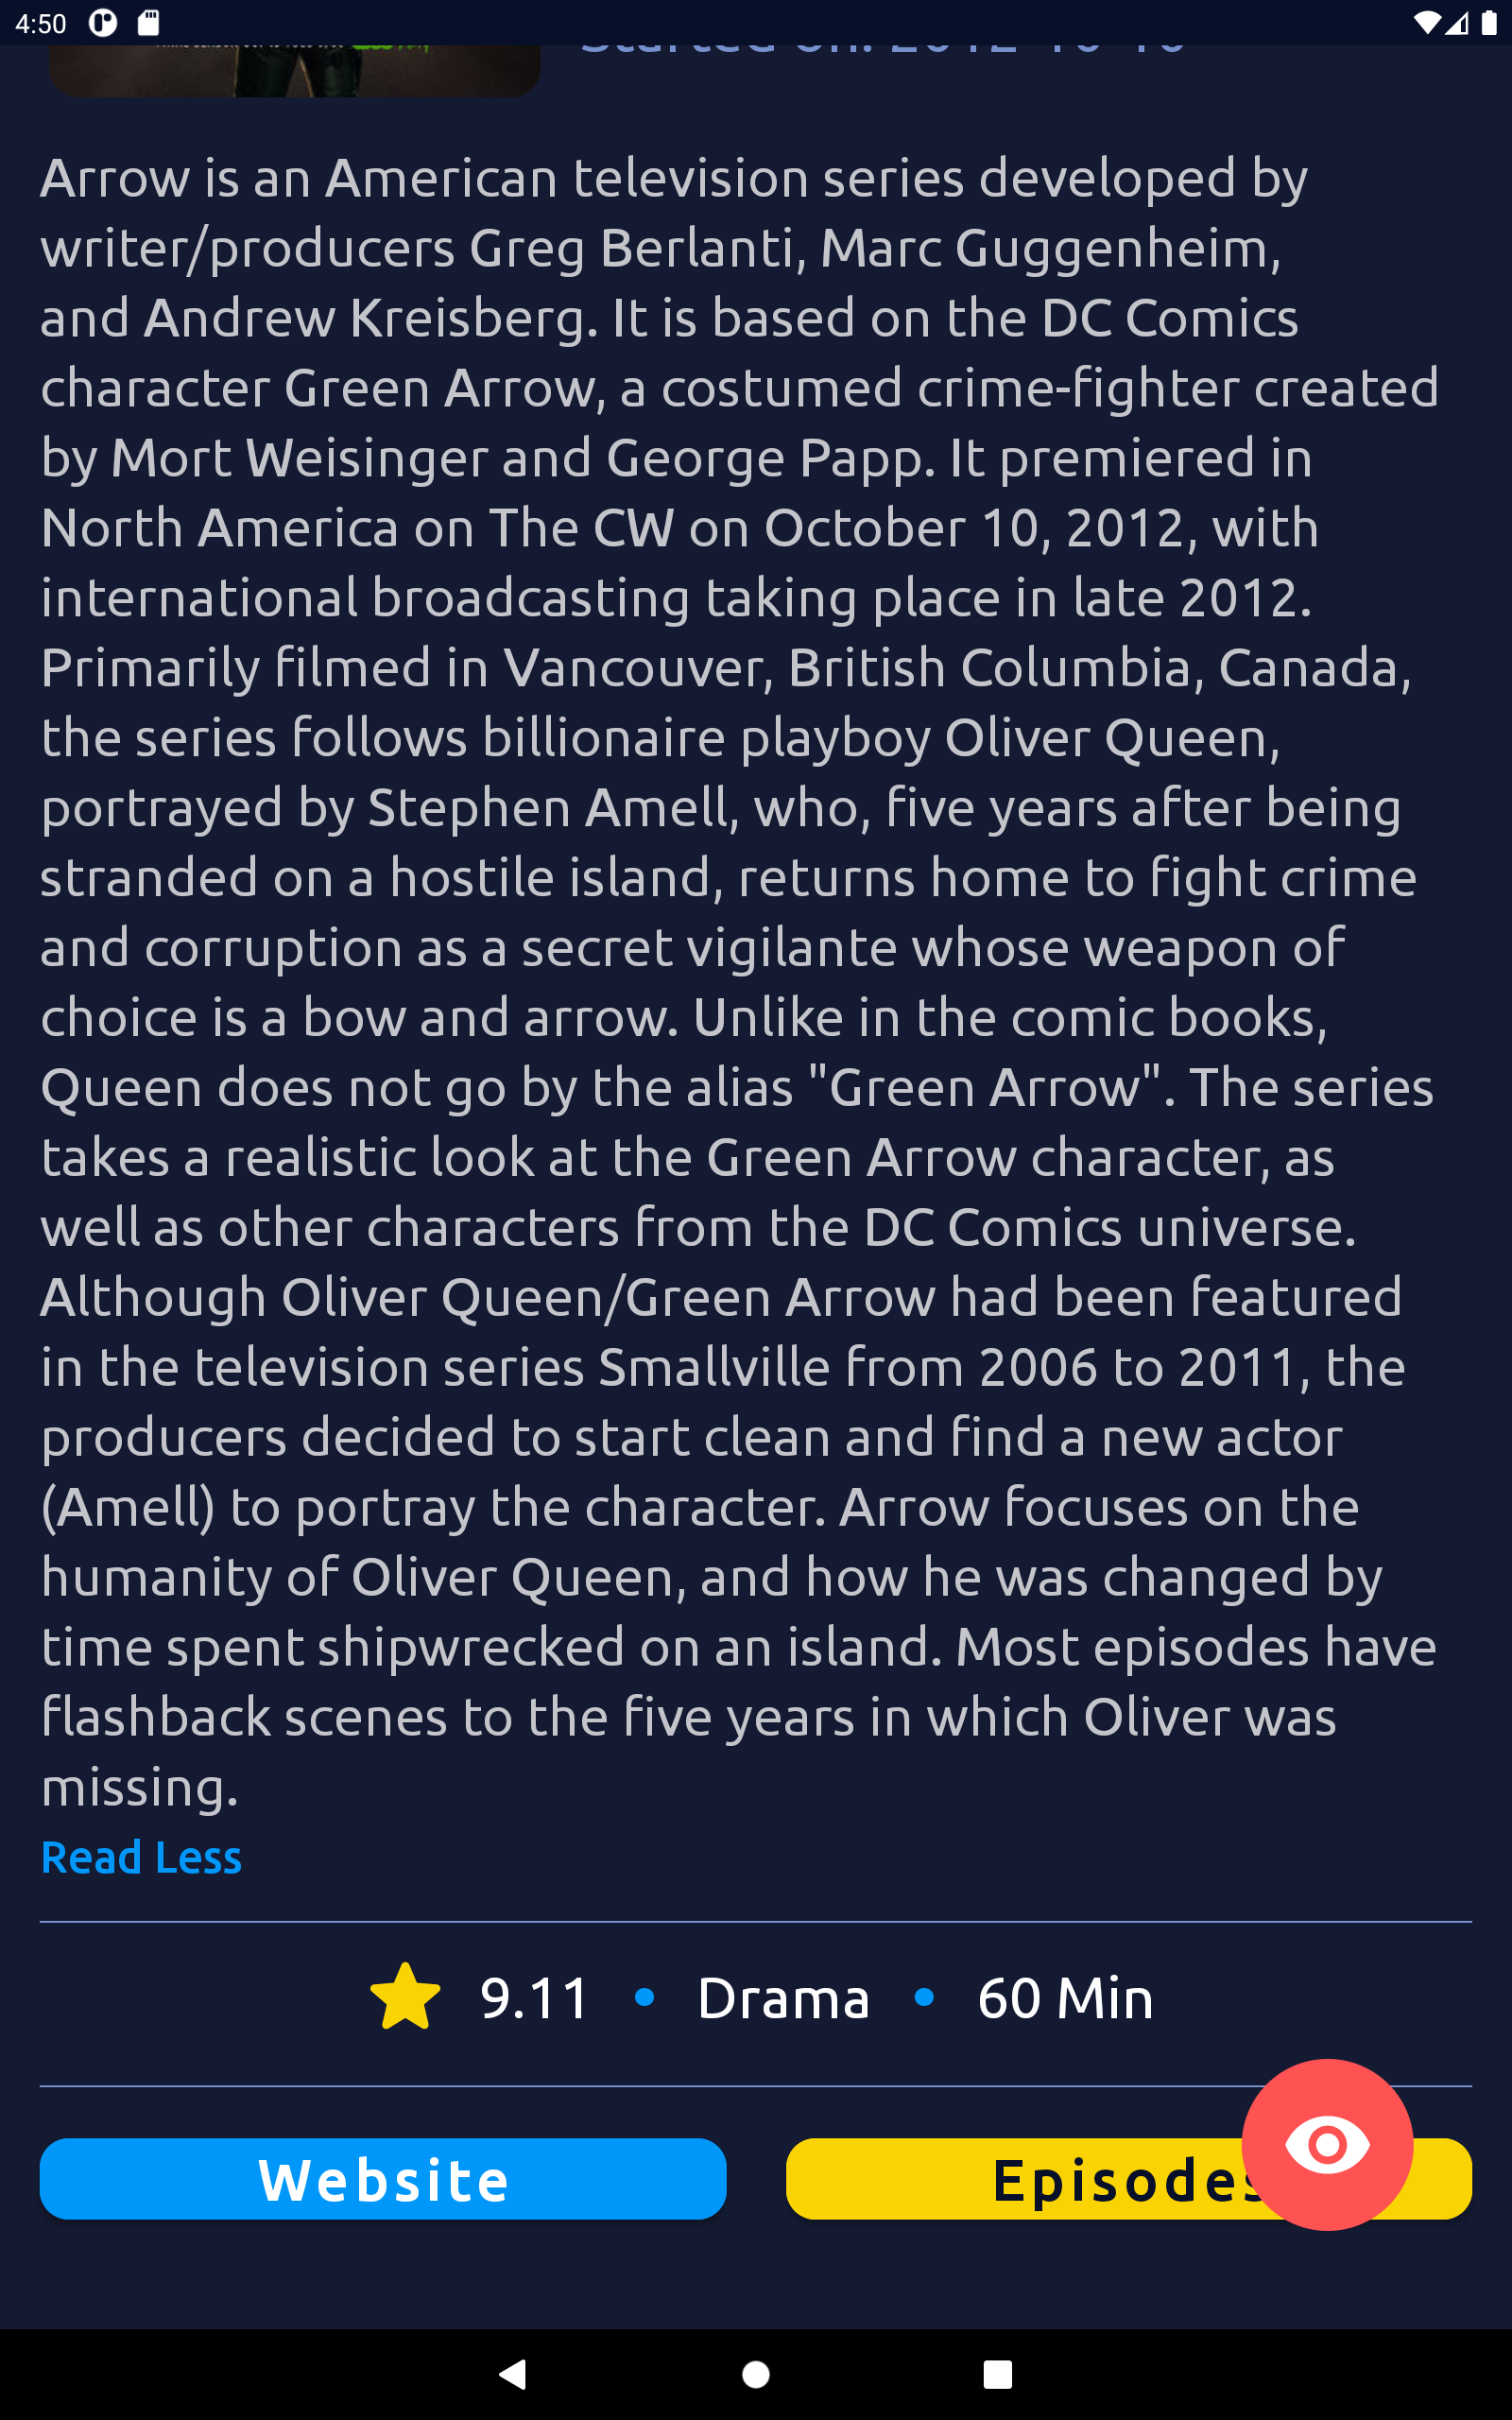 4:50
Started on: 2012-10-10
Arrow is an American television series developed by
writer/producers Greg Berlanti, Marc Guggenheim,
and Andrew Kreisberg. It is based on the DC Comics
character Green Arrow, a costumed crime-fighter created
by Mort Weisinger and George Papp. It premiered in
North America on The CW on October 10, 2012, with
international broadcasting taking place in late 2012.
Primarily filmed in Vancouver, British Columbia, Canada,
the series follows billionaire playboy Oliver Queen,
portrayed by Stephen Amell, who, five years after being
stranded on a hostile island, returns home to fight crime
and corruption as a secret vigilante whose weapon of
choice is a bow and arrow. Unlike in the comic books,
Queen does not go by the alias "Green Arrow". The series
takes a realistic look at the Green Arrow character, as
well as other characters from the DC Comics universe.
Although Oliver Queen/Green Arrow had been featured
in the television series Smallville from 2006 to 2011, the
producers decided to start clean and find a new actor
(Amell) to portray the character. Arrow focuses on the
humanity of Oliver Queen, and how he was changed by
time spent shipwrecked on an island. Most episodes have
flashback scenes to the five years in which Oliver was
missing.
Read Less
9.11 • Drama • 60 Min
Website
Episodes